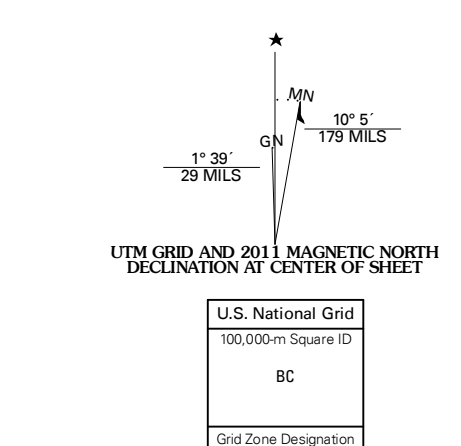 ★
MN
GN
10° 5´
179 MILS
1° 39´
29 MILS
UTM GRID AND 2011 MAGNETIC NORTH
DECLINATION AT CENTER OF SHEET
U.S. National Grid
100,000-m Square ID
BC
Grid Zone Designation